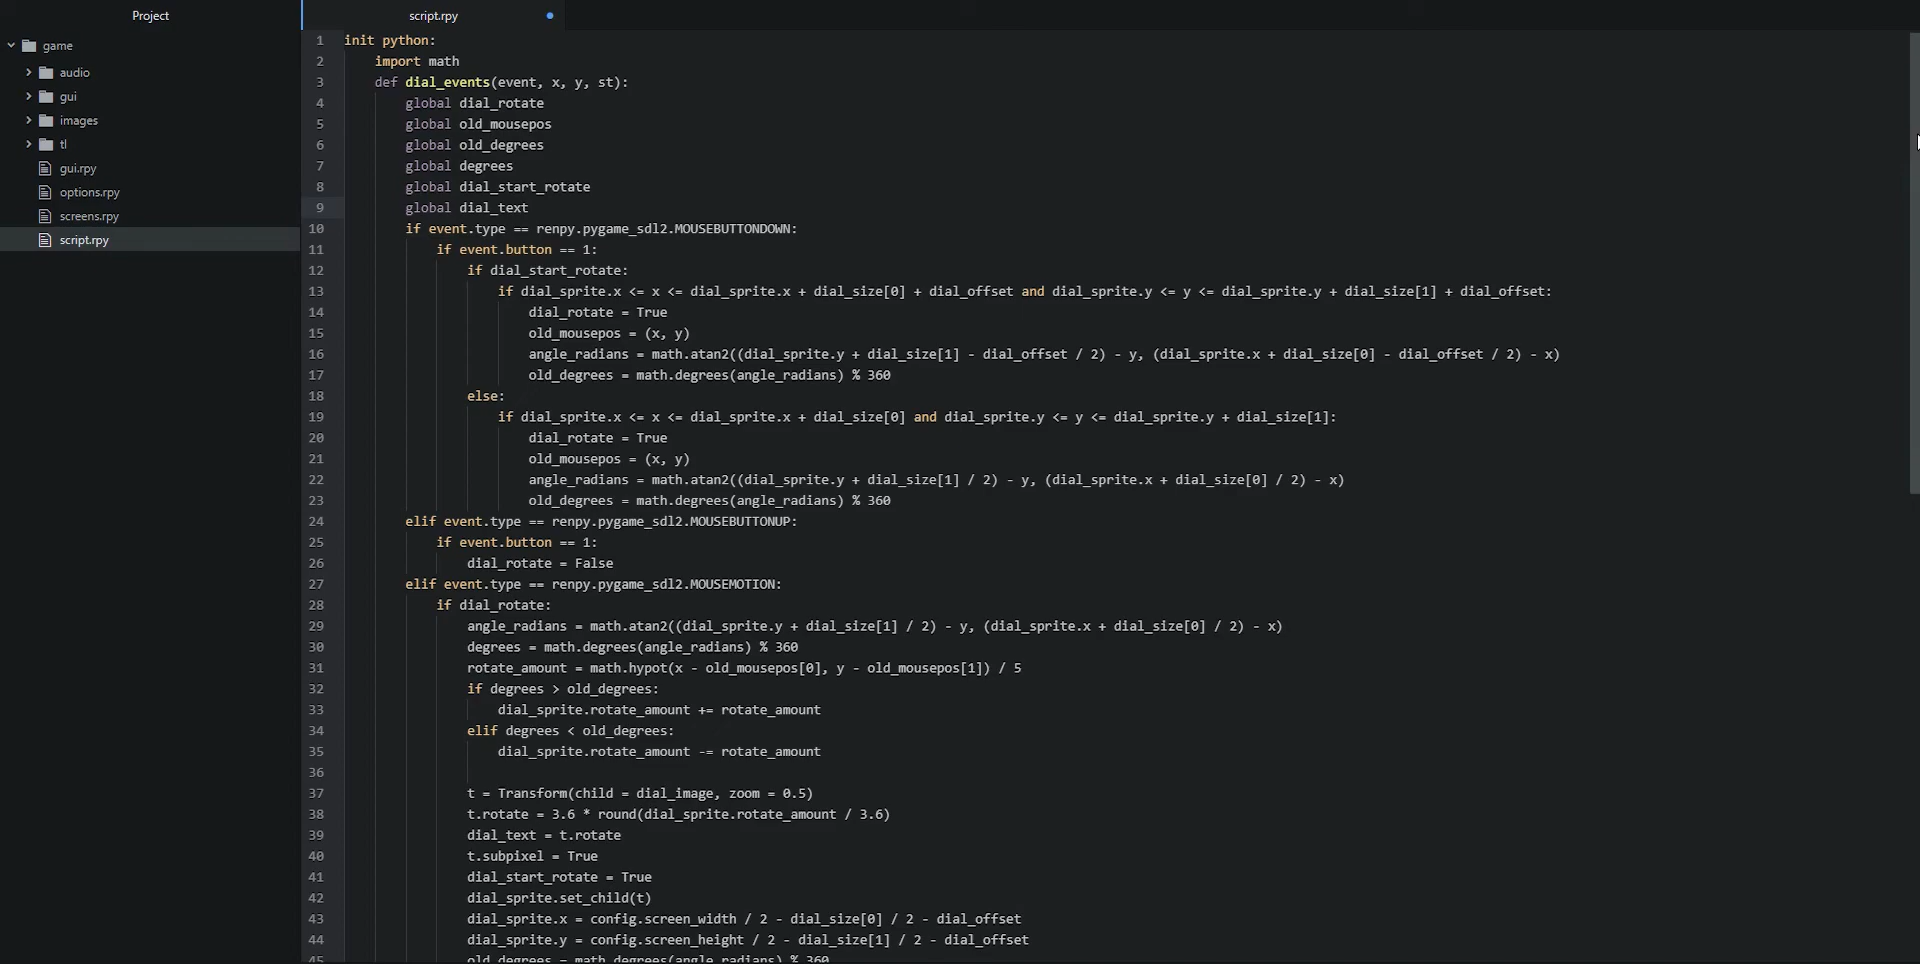 Project
script.rpy
game
audio
gui
images
tl
gui.rpy
options.rpy
screens.rpy
script.rpy
1 init python:
2 import math
3 def dial_events(event, x, y, st):
4 global dial_rotate
5 global old_mousepos
6 global old_degrees
7 global degrees
8 global dial_start_rotate
9 global dial_text
10 if event.type == renpy.pygame_sdl2.MOUSEBUTTONDOWN:
11 if event.button == 1:
12 if dial_start_rotate:
13 if dial_sprite.x <= x <= dial_sprite.x + dial_size[0] + dial_offset and dial_sprite.y <= y <= dial_sprite.y + dial_size[1] + dial_offset:
14 dial_rotate = True
15 old_mousepos = (x, y)
16 angle_radians = math.atan2((dial_sprite.y + dial_size[1] - dial_offset / 2) - y, (dial_sprite.x + dial_size[0] - dial_offset / 2) - x)
17 old_degrees = math.degrees(angle_radians) % 360
18 else:
19 if dial_sprite.x <= x <= dial_sprite.x + dial_size[0] and dial_sprite.y <= y <= dial_sprite.y + dial_size[1]:
20 dial_rotate = True
21 old_mousepos = (x, y)
22 angle_radians = math.atan2((dial_sprite.y + dial_size[1] / 2) - y, (dial_sprite.x + dial_size[0] / 2) - x)
23 old_degrees = math.degrees(angle_radians) % 360
24 elif event.type == renpy.pygame_sdl2.MOUSEBUTTONUP:
25 if event.button == 1:
26 dial_rotate = False
27 elif event.type == renpy.pygame_sdl2.MOUSEMOTION:
28 if dial_rotate:
29 angle_radians = math.atan2((dial_sprite.y + dial_size[1] / 2) - y, (dial_sprite.x + dial_size[0] / 2) - x)
30 degrees = math.degrees(angle_radians) % 360
31 rotate_amount = math.hypot(x - old_mousepos[0], y - old_mousepos[1]) / 5
32 if degrees > old_degrees:
33 dial_sprite.rotate_amount += rotate_amount
34 elif degrees < old_degrees:
35 dial_sprite.rotate_amount -= rotate_amount
36
37 t = Transform(child = dial_image, zoom = 0.5)
38 t.rotate = 3.6 * round(dial_sprite.rotate_amount / 3.6)
39 dial_text = t.rotate
40 t.subpixel = True
41 dial_start_rotate = True
42 dial_sprite.set_child(t)
43 dial_sprite.x = config.screen_width / 2 - dial_size[0] / 2 - dial_offset
44 dial_sprite.y = config.screen_height / 2 - dial_size[1] / 2 - dial_offset
45 old_degrees = math.degrees(angle_radians) % 360